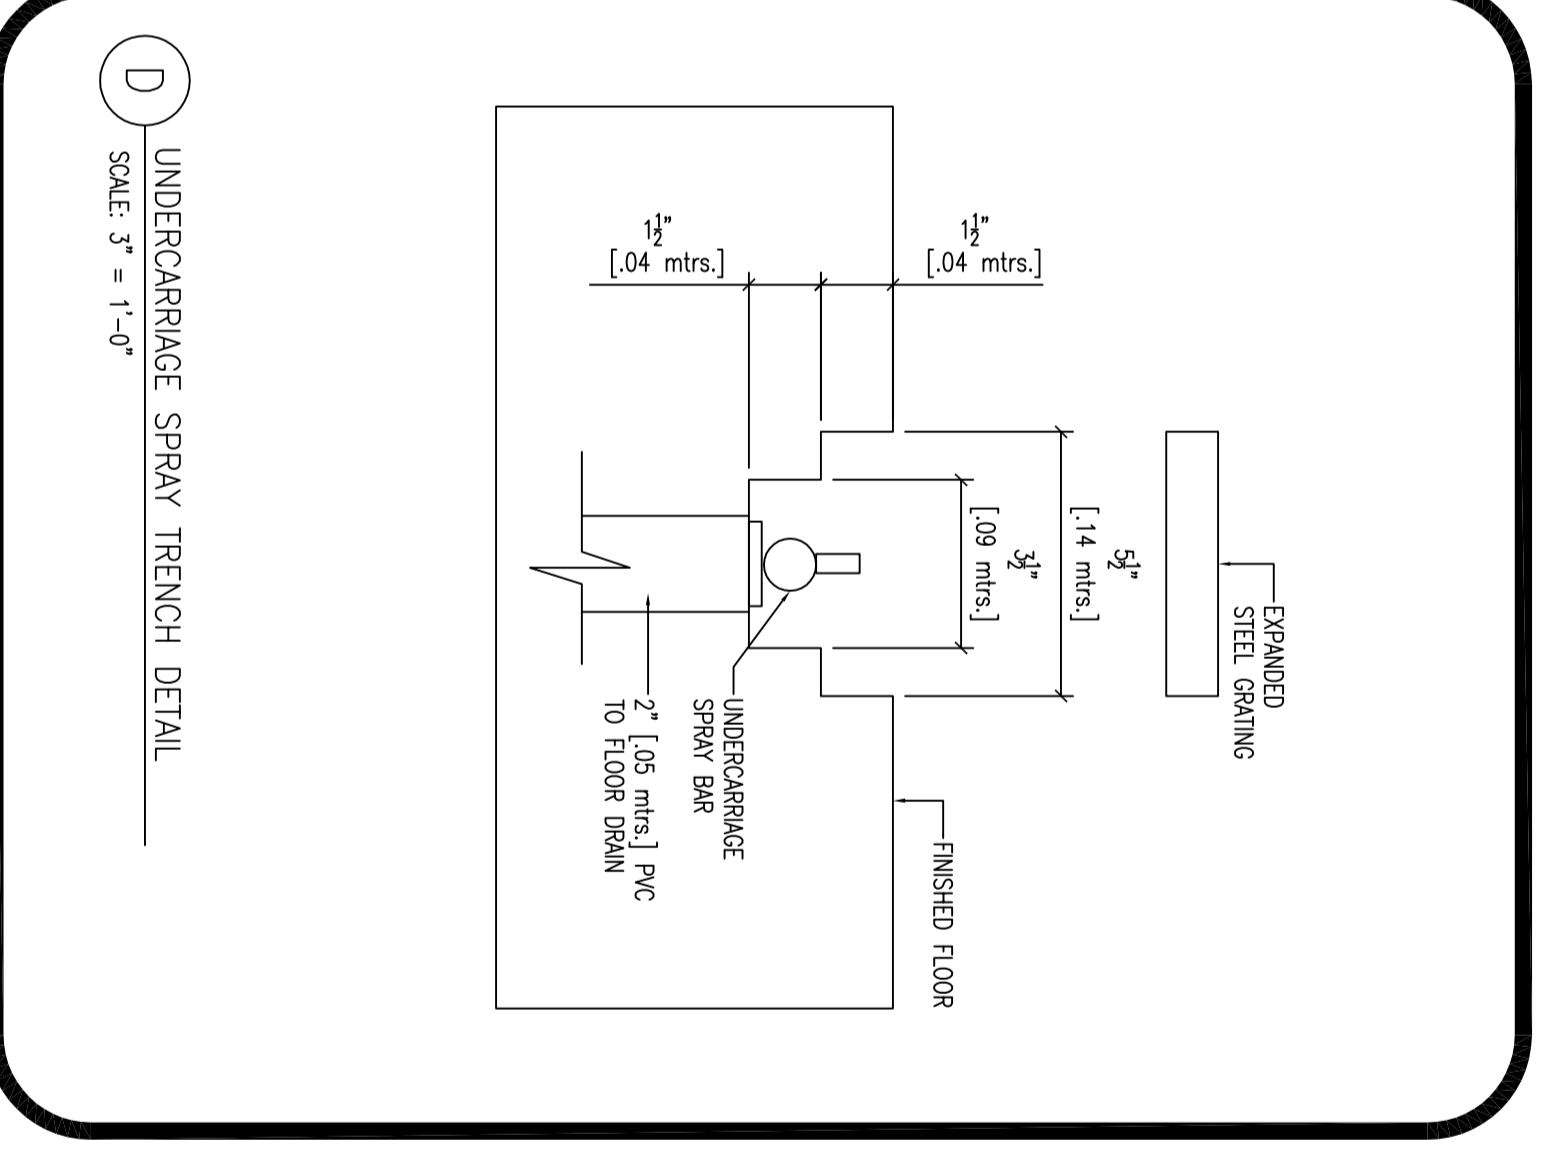 EXPANDED
STEEL GRATING
5½"
[.14 mtrs.]
3½"
[.09 mtrs.]
1½"
[.04 mtrs.]
FINISHED FLOOR
1½"
[.04 mtrs.]
UNDERCARRIAGE
SPRAY BAR
2" [.05 mtrs.] PVC
TO FLOOR DRAIN
D
UNDERCARRIAGE SPRAY TRENCH DETAIL
SCALE: 3" = 1'-0"